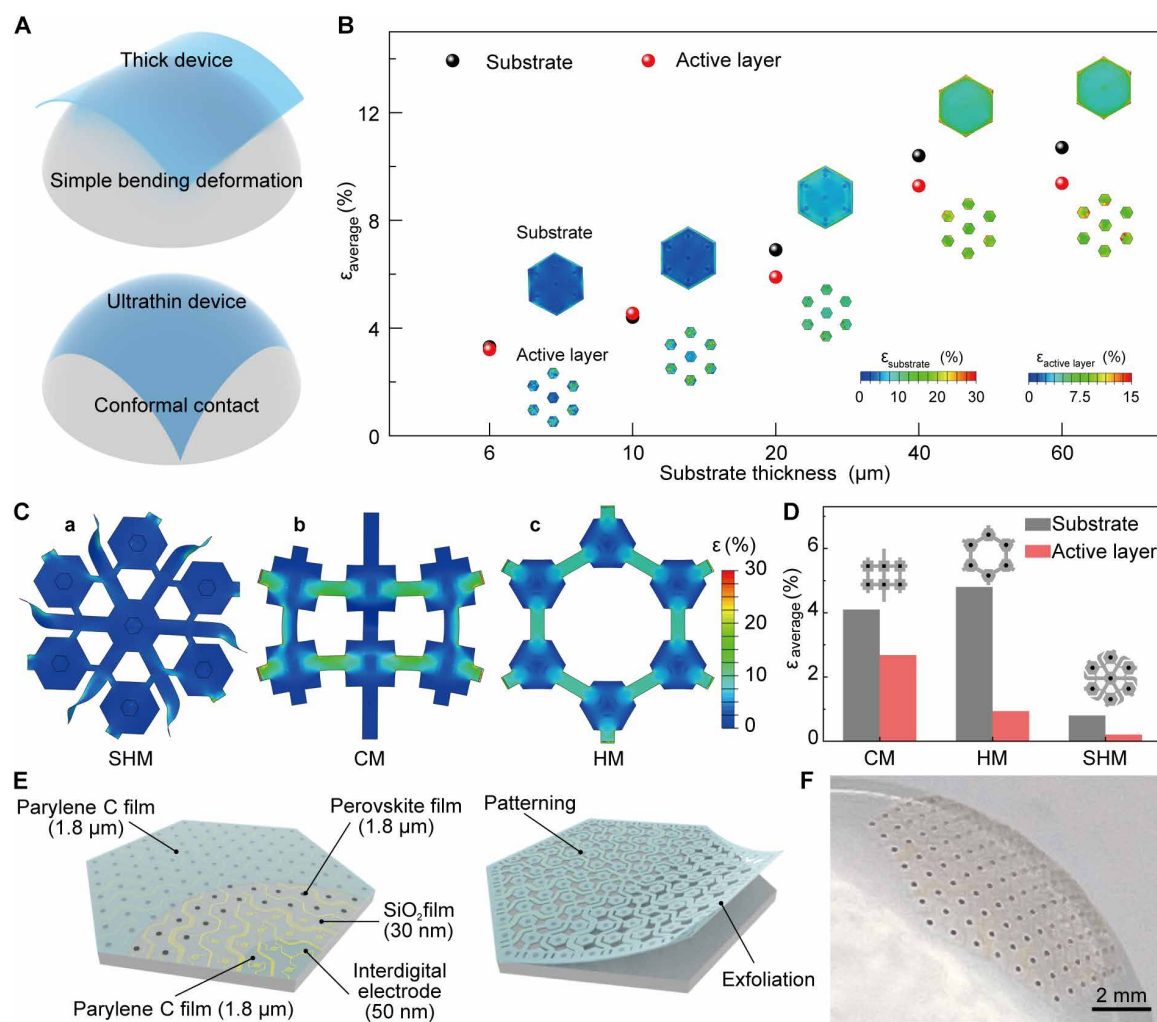 A
Thick device
Simple bending deformation
Ultrathin device
Conformal contact
B
Substrate
Active layer
ε average (%)
12
8
4
0
Substrate
Active layer
ε substrate (%)
0 10 20 30
ε active layer (%)
0 7.5 15
6 10 20 40 60
Substrate thickness (μm)
C
a
b
c
ε (%)
30
20
10
0
SHM
CM
HM
D
Substrate
Active layer
ε average (%)
6
4
2
0
CM
HM
SHM
E
Parylene C film
(1.8 μm)
Perovskite film
(1.8 μm)
SiO₂ film
(30 nm)
Interdigital
electrode
(50 nm)
Parylene C film (1.8 μm)
Patterning
Exfoliation
F
2 mm